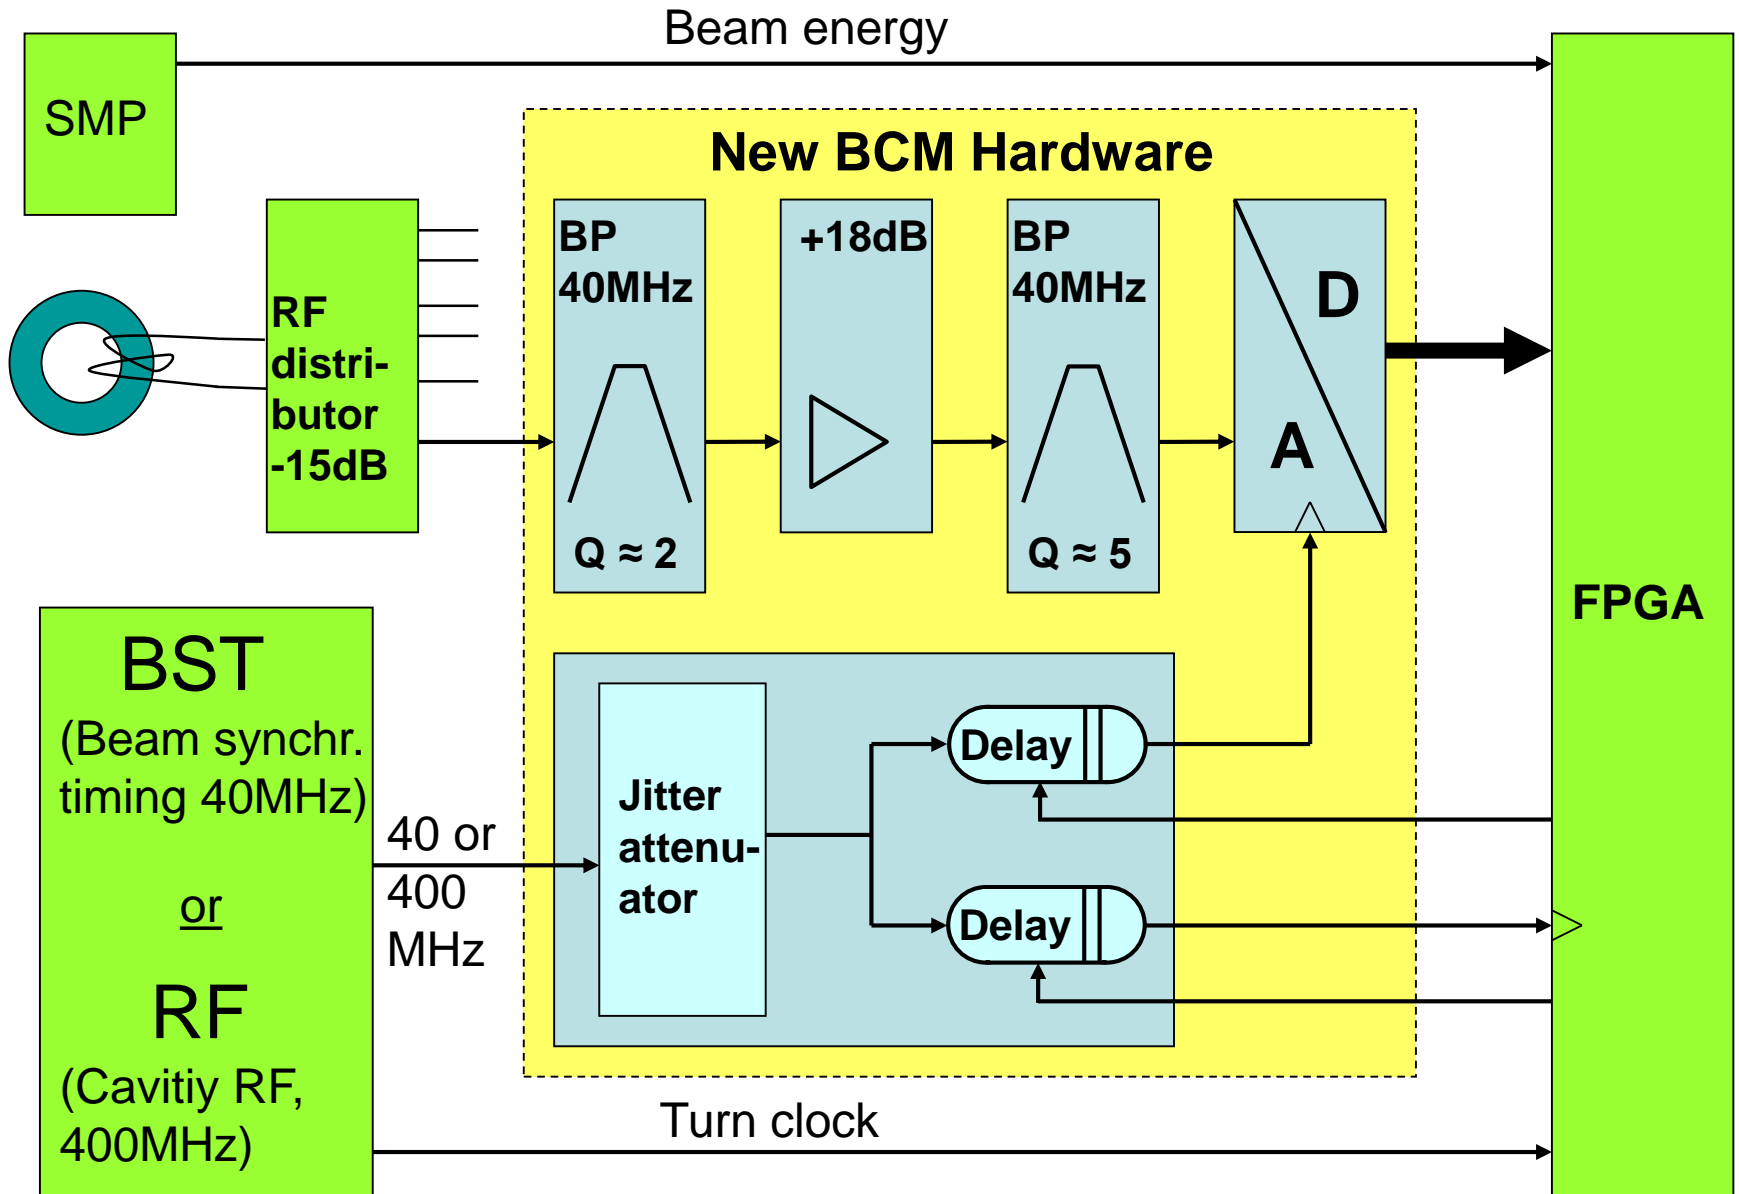 Beam energy
SMP
New BCM Hardware
BP
40MHz
Q ≈ 2
+18dB
BP
40MHz
Q ≈ 5
D
A
RF
distri-
butor
-15dB
FPGA
BST
(Beam synchr.
timing 40MHz)
or
RF
(Cavitiy RF,
400MHz)
40 or
400
MHz
Jitter
attenu-
ator
Delay
Delay
Turn clock